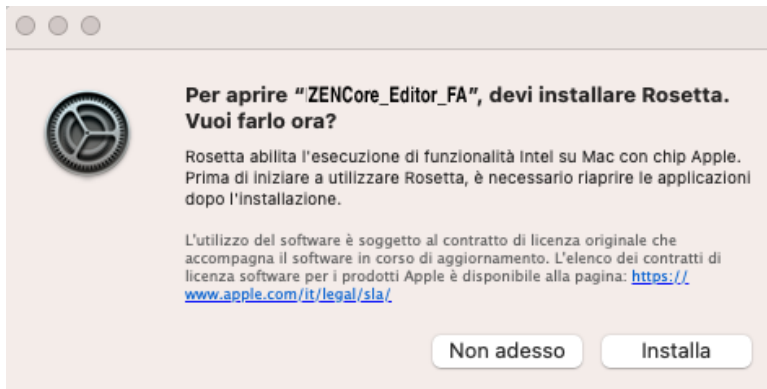 Per aprire “ZENCore_Editor_FA”, devi installare Rosetta.
Vuoi farlo ora?
Rosetta abilita l'esecuzione di funzionalità Intel su Mac con chip Apple.
Prima di iniziare a utilizzare Rosetta, è necessario riaprire le applicazioni
dopo l'installazione.
L'utilizzo del software è soggetto al contratto di licenza originale che
accompagna il software in corso di aggiornamento. L'elenco dei contratti di
licenza software per i prodotti Apple è disponibile alla pagina: https://
www.apple.com/it/legal/sla/
Non adesso
Installa